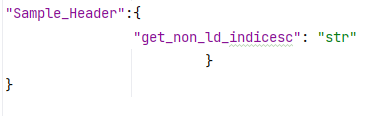 "Sample_Header":{
"get_non_ld_indicesc": "str"
}
}